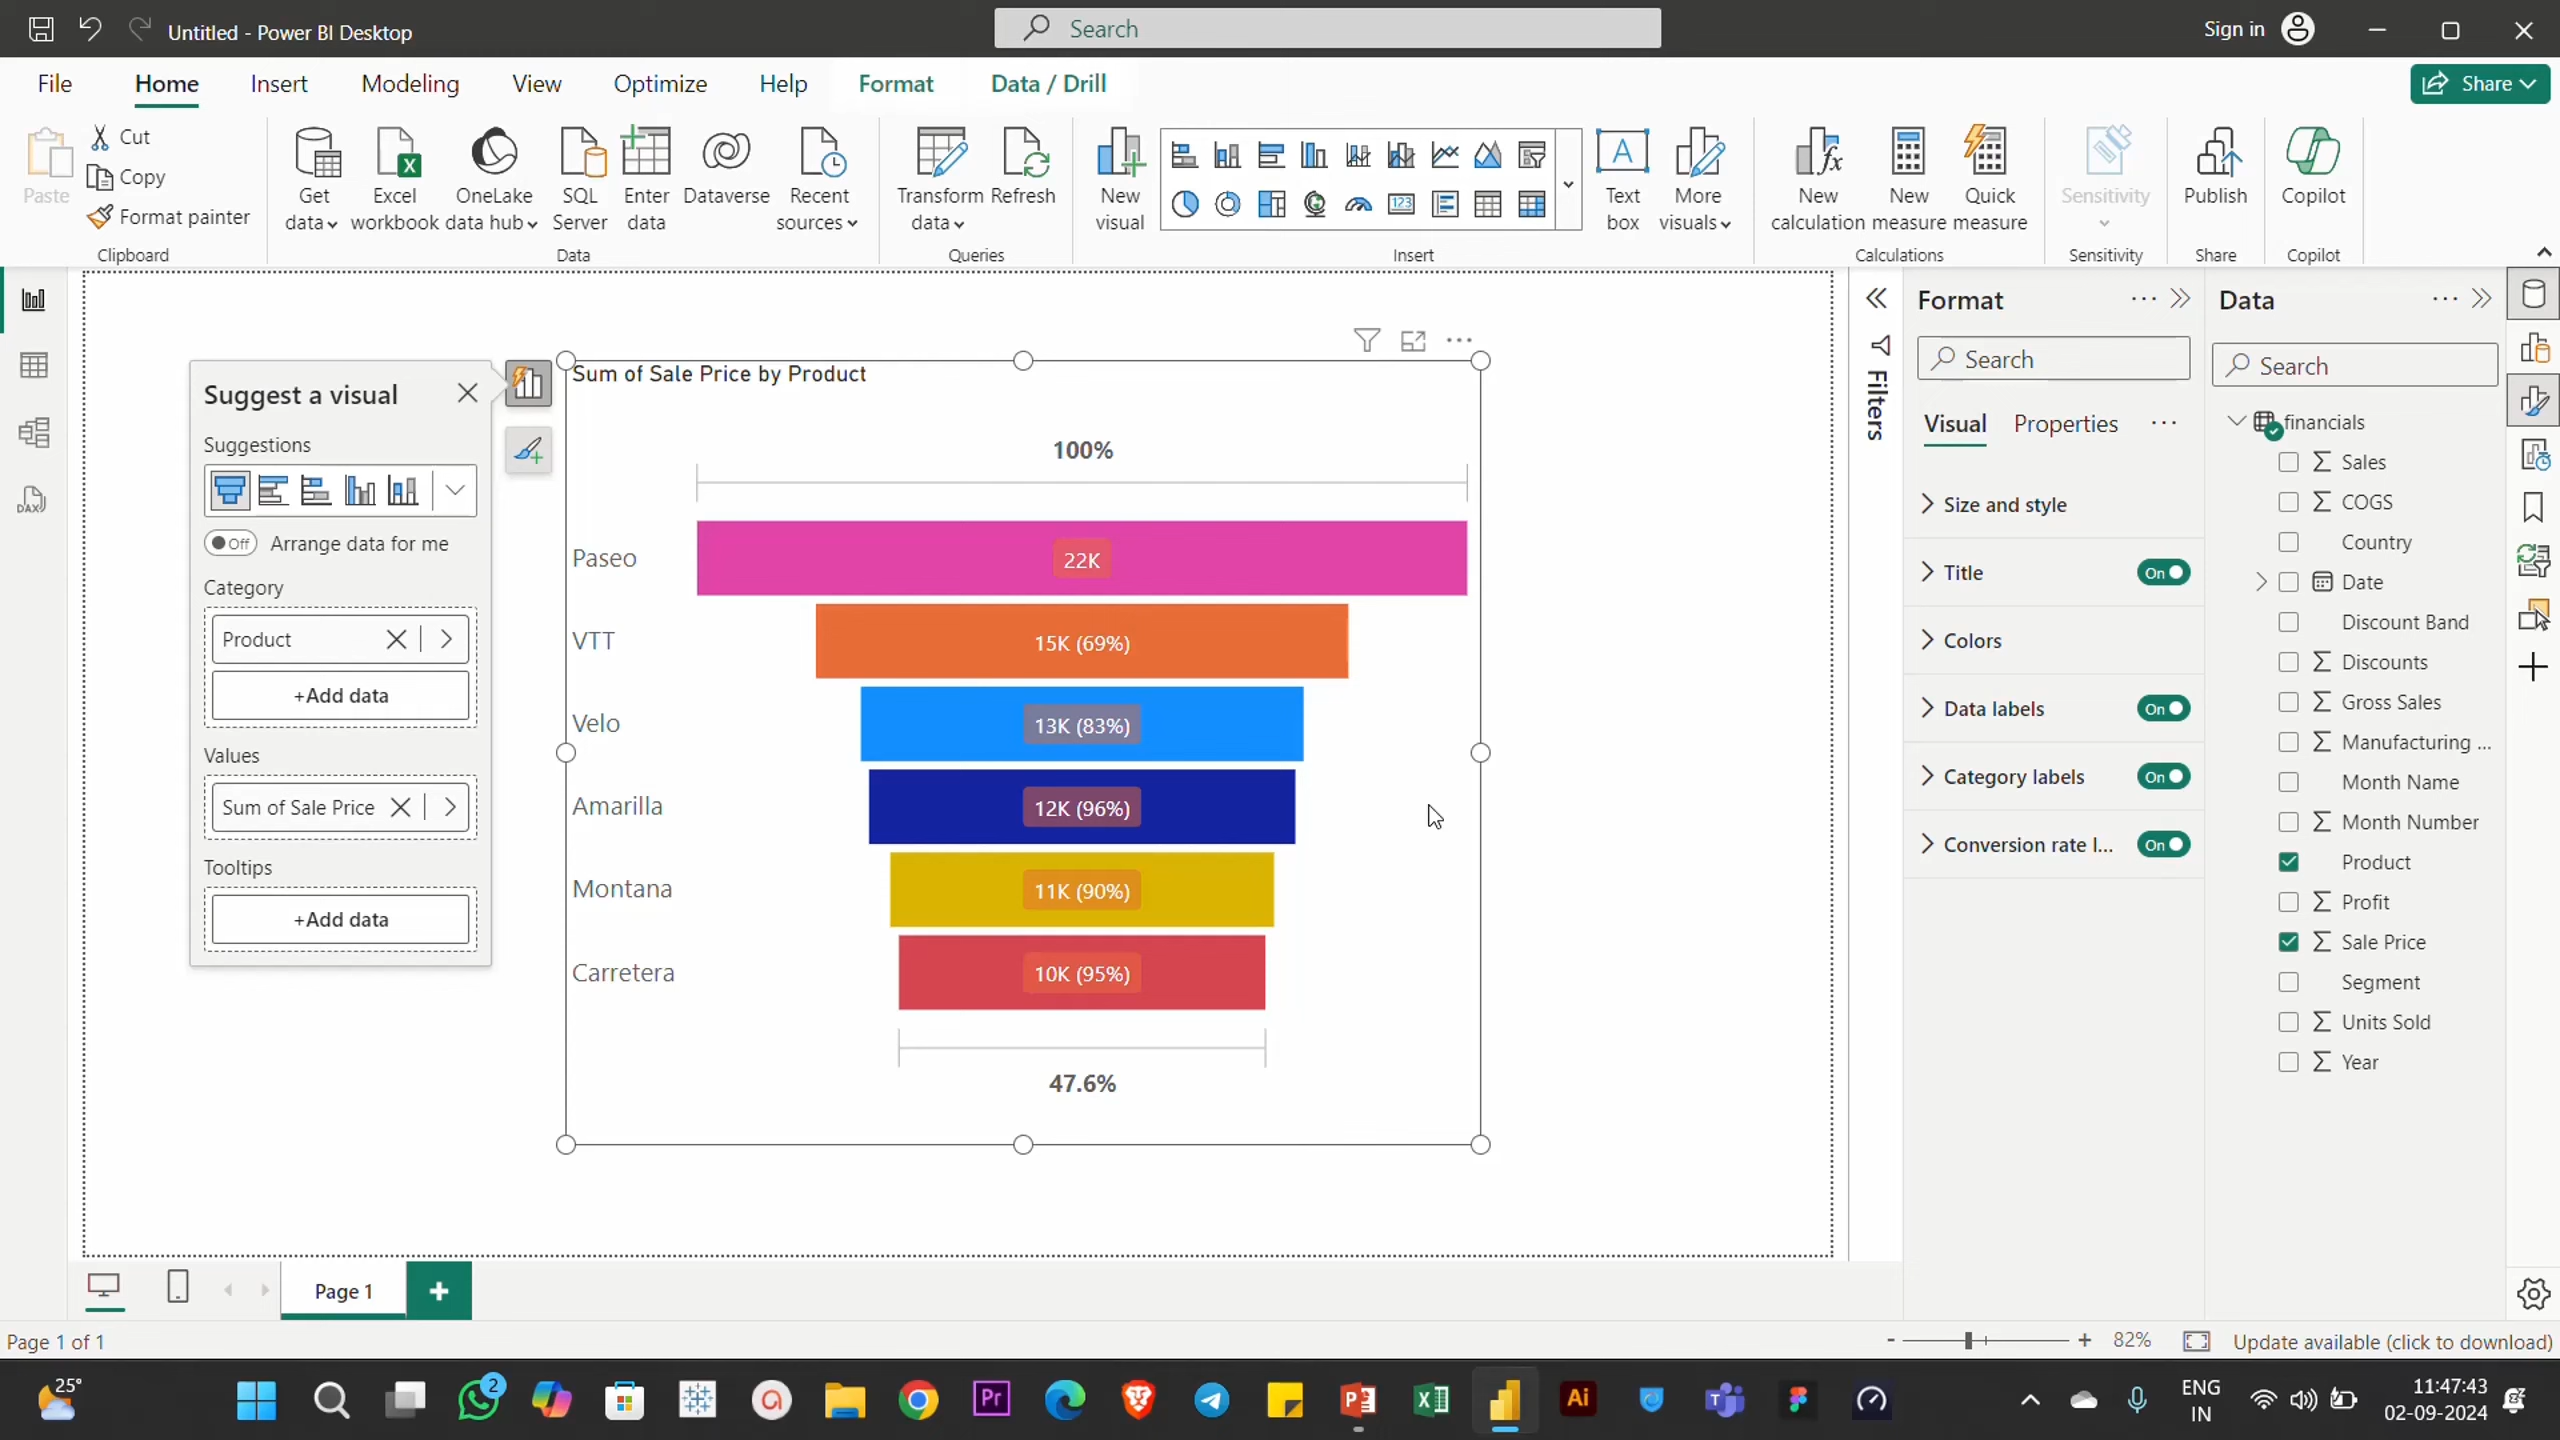 Untitled - Power BI Desktop
Search
Sign in
File
Home
Insert
Modeling
View
Optimize
Help
Format
Data / Drill
Share
Paste
Cut
Copy
Format painter
Clipboard
Get data
Excel workbook
OneLake data hub
SQL Server
Enter data
Dataverse
Recent sources
Data
Transform data
Refresh
Queries
New visual
123
A
Text box
More visuals
Insert
New calculation
New measure
Quick measure
Calculations
Sensitivity
Sensitivity
Publish
Share
Copilot
Copilot
DAX
Suggest a visual
Suggestions
Off
Arrange data for me
Category
Product
+Add data
Values
Sum of Sale Price
Tooltips
+Add data
Sum of Sale Price by Product
100%
Paseo
22K
VTT
15K (69%)
Velo
13K (83%)
Amarilla
12K (96%)
Montana
11K (90%)
Carretera
10K (95%)
47.6%
Filters
Format
Search
Visual
Properties
Size and style
Title
On
Colors
Data labels
On
Category labels
On
Conversion rate l...
On
Data
Search
financials
Sales
COGS
Country
Date
Discount Band
Discounts
Gross Sales
Manufacturing ...
Month Name
Month Number
Product
Profit
Sale Price
Segment
Units Sold
Year
Page 1
Page 1 of 1
82%
Update available (click to download)
25°
2
Pr
Ai
ENG
IN
11:47:43
02-09-2024